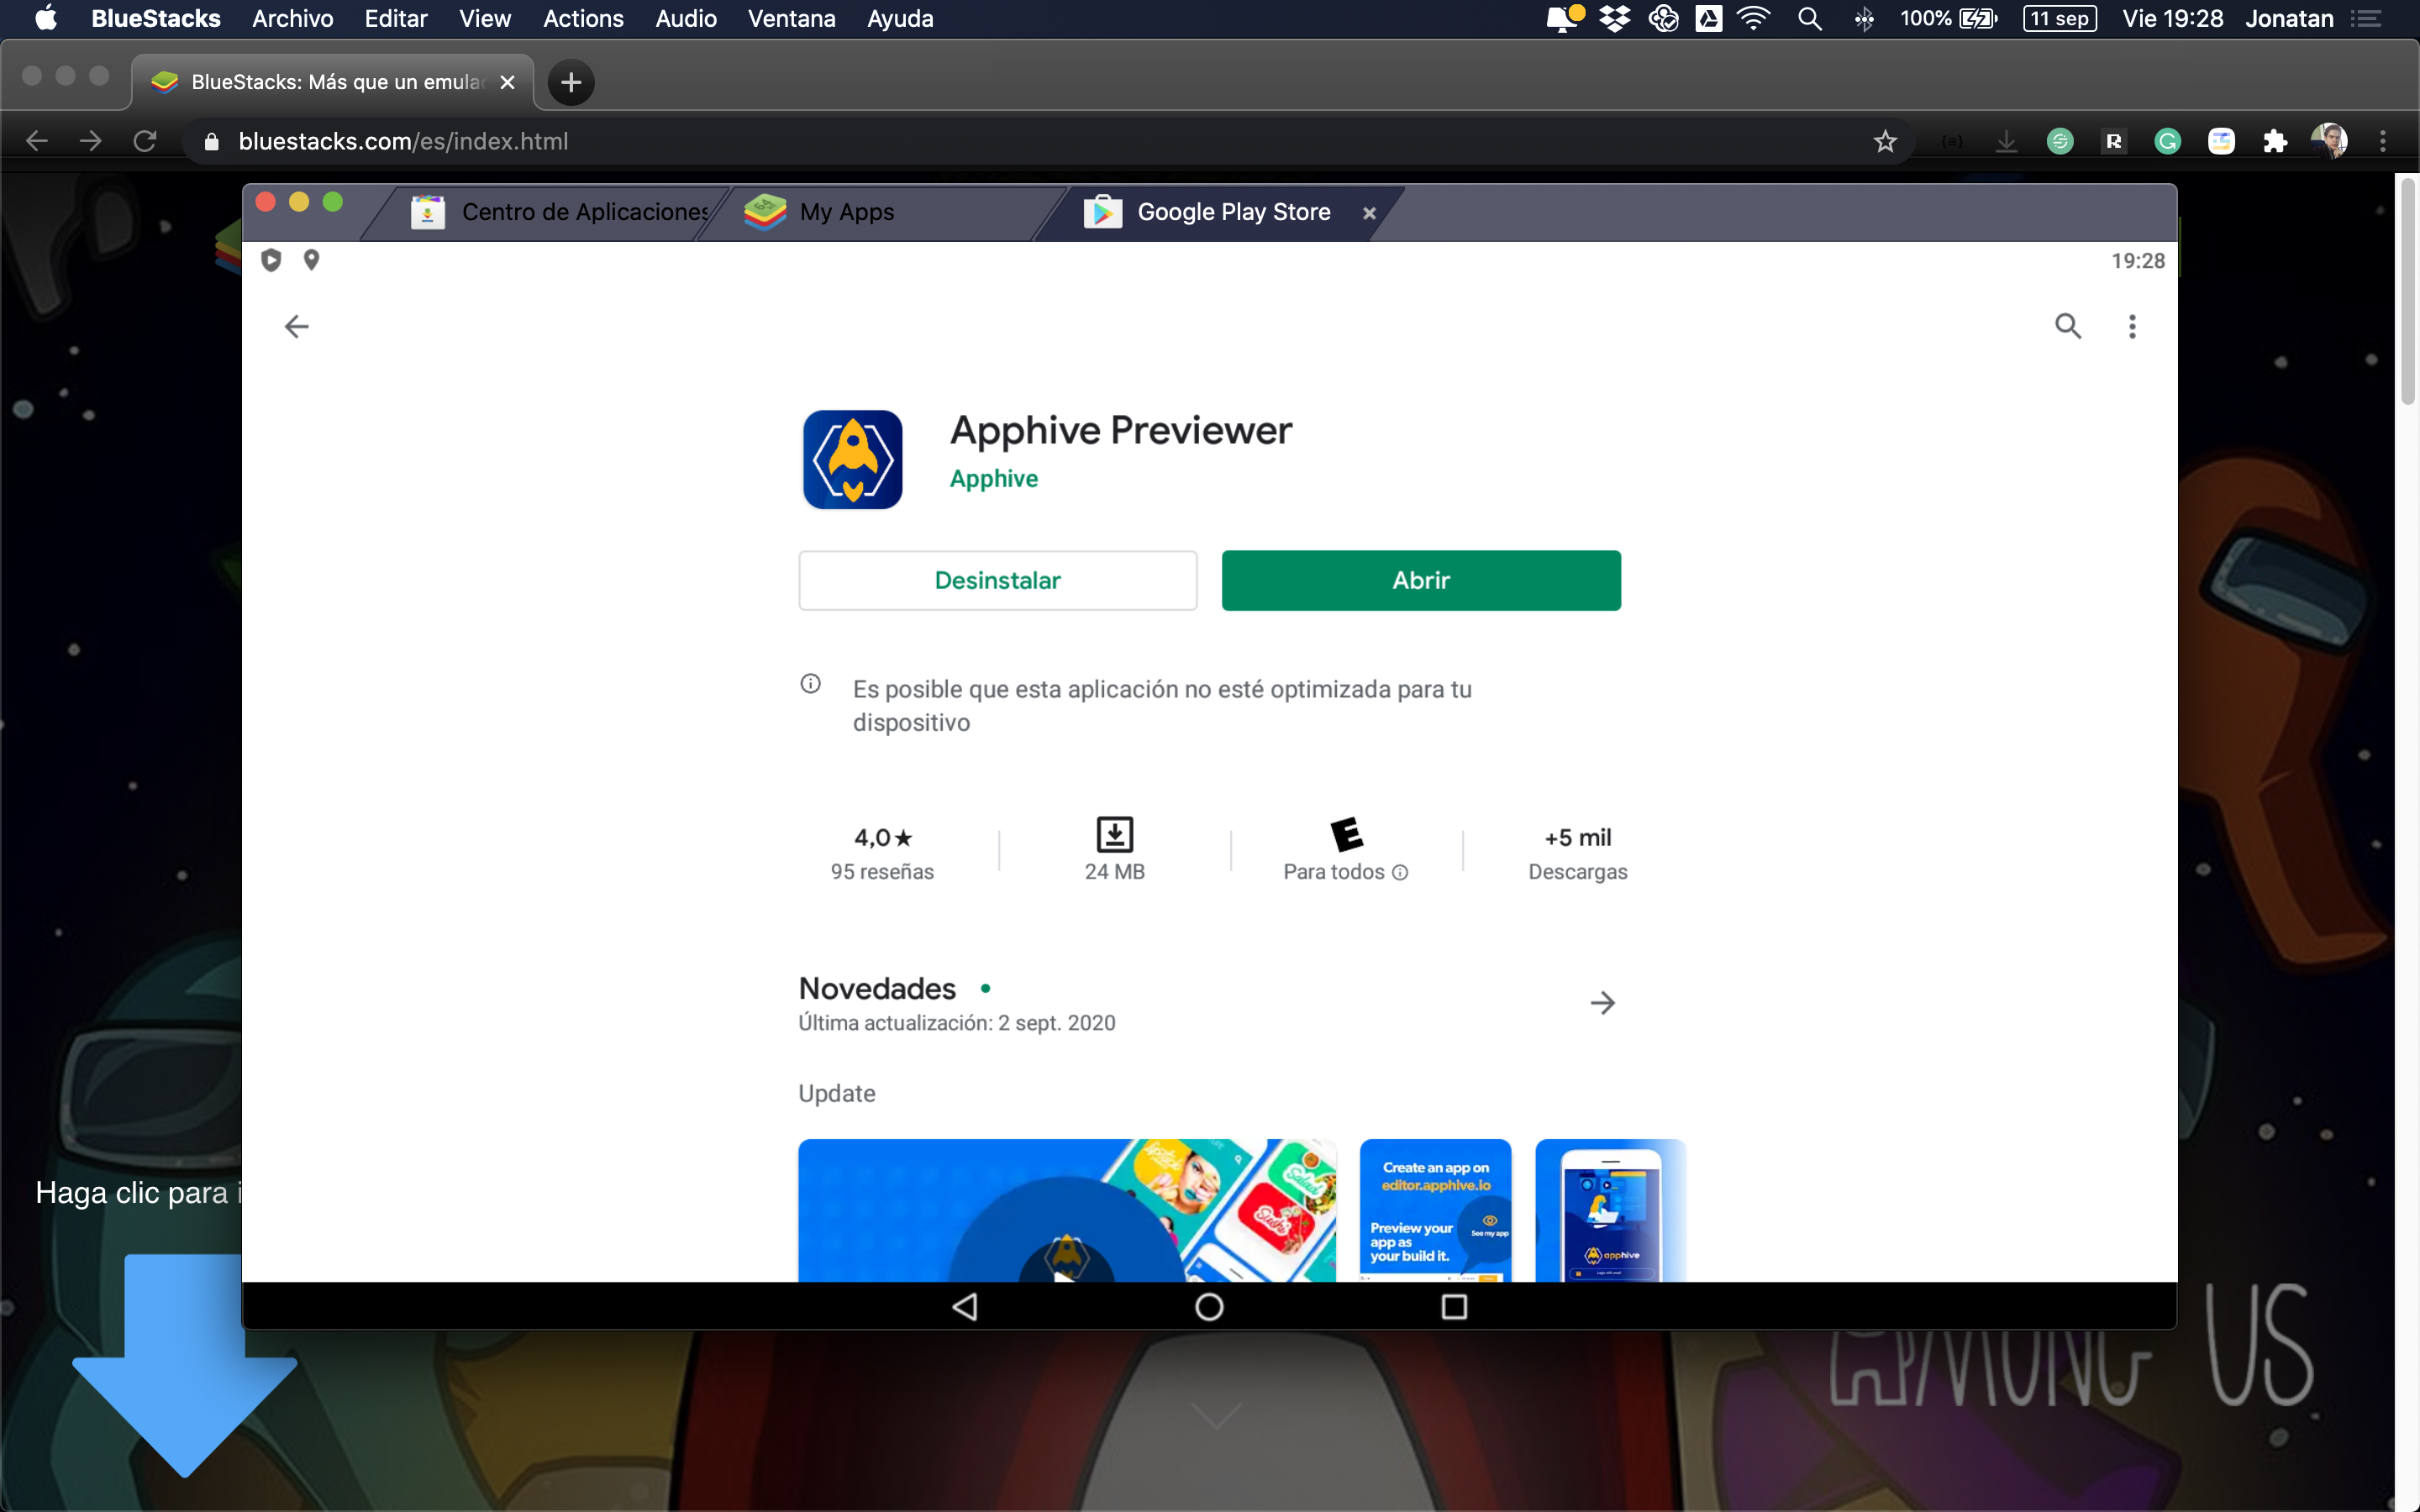 BlueStacks Archivo Editar View Actions Audio Ventana Ayuda 100% 11 sep Vie 19:28 Jonatan
BlueStacks: Más que un emula
bluestacks.com/es/index.html
Centro de Aplicaciones My Apps Google Play Store
19:28
Apphive Previewer
Apphive
Desinstalar Abrir
Es posible que esta aplicación no esté optimizada para tu
dispositivo
4,0★ E +5 mil
95 reseñas 24 MB Para todos Descargas
Novedades
Última actualización: 2 sept. 2020
Update
Create an app on
editor.apphive.io
Preview your
app as
your build it.
See my app
apphive
Haga clic para i
AMONG US